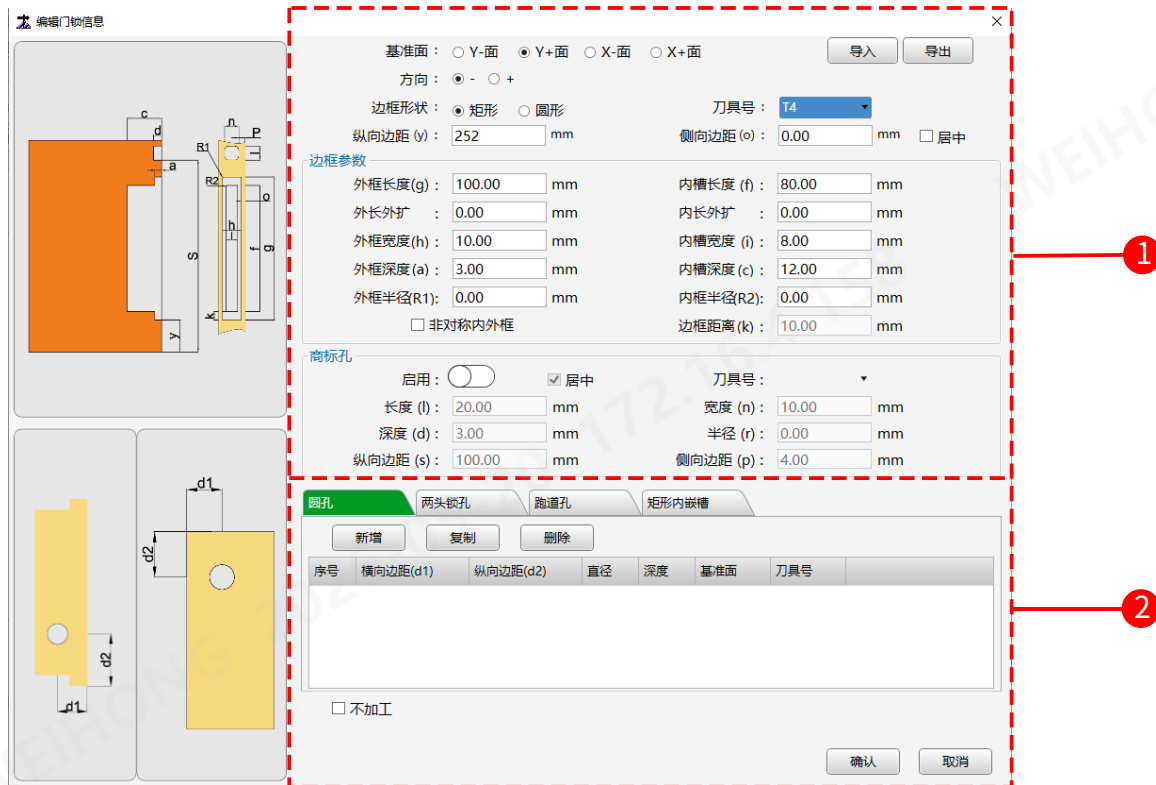 编辑门锁信息
基准面： Y-面 Y+面 X-面 X+面 导入 导出
方向： - +
边框形状： 矩形 圆形 刀具号： T4
纵向边距 (y)： 252 mm 侧向边距 (o)： 0.00 mm 居中
边框参数
外框长度(g)： 100.00 mm 内槽长度 (f)： 80.00 mm
外长外扩 ： 0.00 mm 内长外扩 ： 0.00 mm
外框宽度(h)： 10.00 mm 内槽宽度 (i)： 8.00 mm
外框深度(a)： 3.00 mm 内槽深度(c)： 12.00 mm
外框半径(R1): 0.00 mm 内框半径(R2): 0.00 mm
非对称内外框 边框距离(k)： 10.00 mm
商标孔
启用： 居中 刀具号：
长度 (l)： 20.00 mm 宽度 (n)： 10.00 mm
深度 (d)： 3.00 mm 半径 (r)： 0.00 mm
纵向边距 (s)： 100.00 mm 侧向边距 (p)： 4.00 mm
圆孔 两头锁孔 跑道孔 矩形内嵌槽
新增 复制 删除
序号 横向边距(d1) 纵向边距(d2) 直径 深度 基准面 刀具号
不加工
确认 取消
c
d
a
S
y
n
P
R1
R2
o
h
f
g
k
d2
d1
d1
d2
1
2
WEIHONG
172.16.4.158